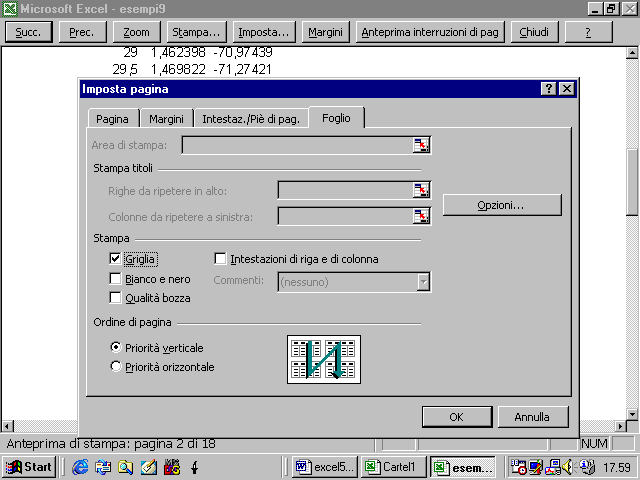 Microsoft Excel - esempi9
Succ. Prec. Zoom Stampa... Imposta... Margini Anteprima interruzioni di pag Chiudi ?
29 1,462398 -70,97439
29,5 1,469822 -71,27421
Imposta pagina
Pagina Margini Intestaz./Piè di pag. Foglio
Area di stampa:
Stampa titoli
Righe da ripetere in alto:
Colonne da ripetere a sinistra:
Opzioni...
Stampa
Griglia Intestazioni di riga e di colonna
Bianco e nero Commenti: (nessuno)
Qualità bozza
Ordine di pagina
Priorità verticale
Priorità orizzontale
OK Annulla
Anteprima di stampa: pagina 2 di 18 NUM
Start excel5... Cartel1 esem... 17.59